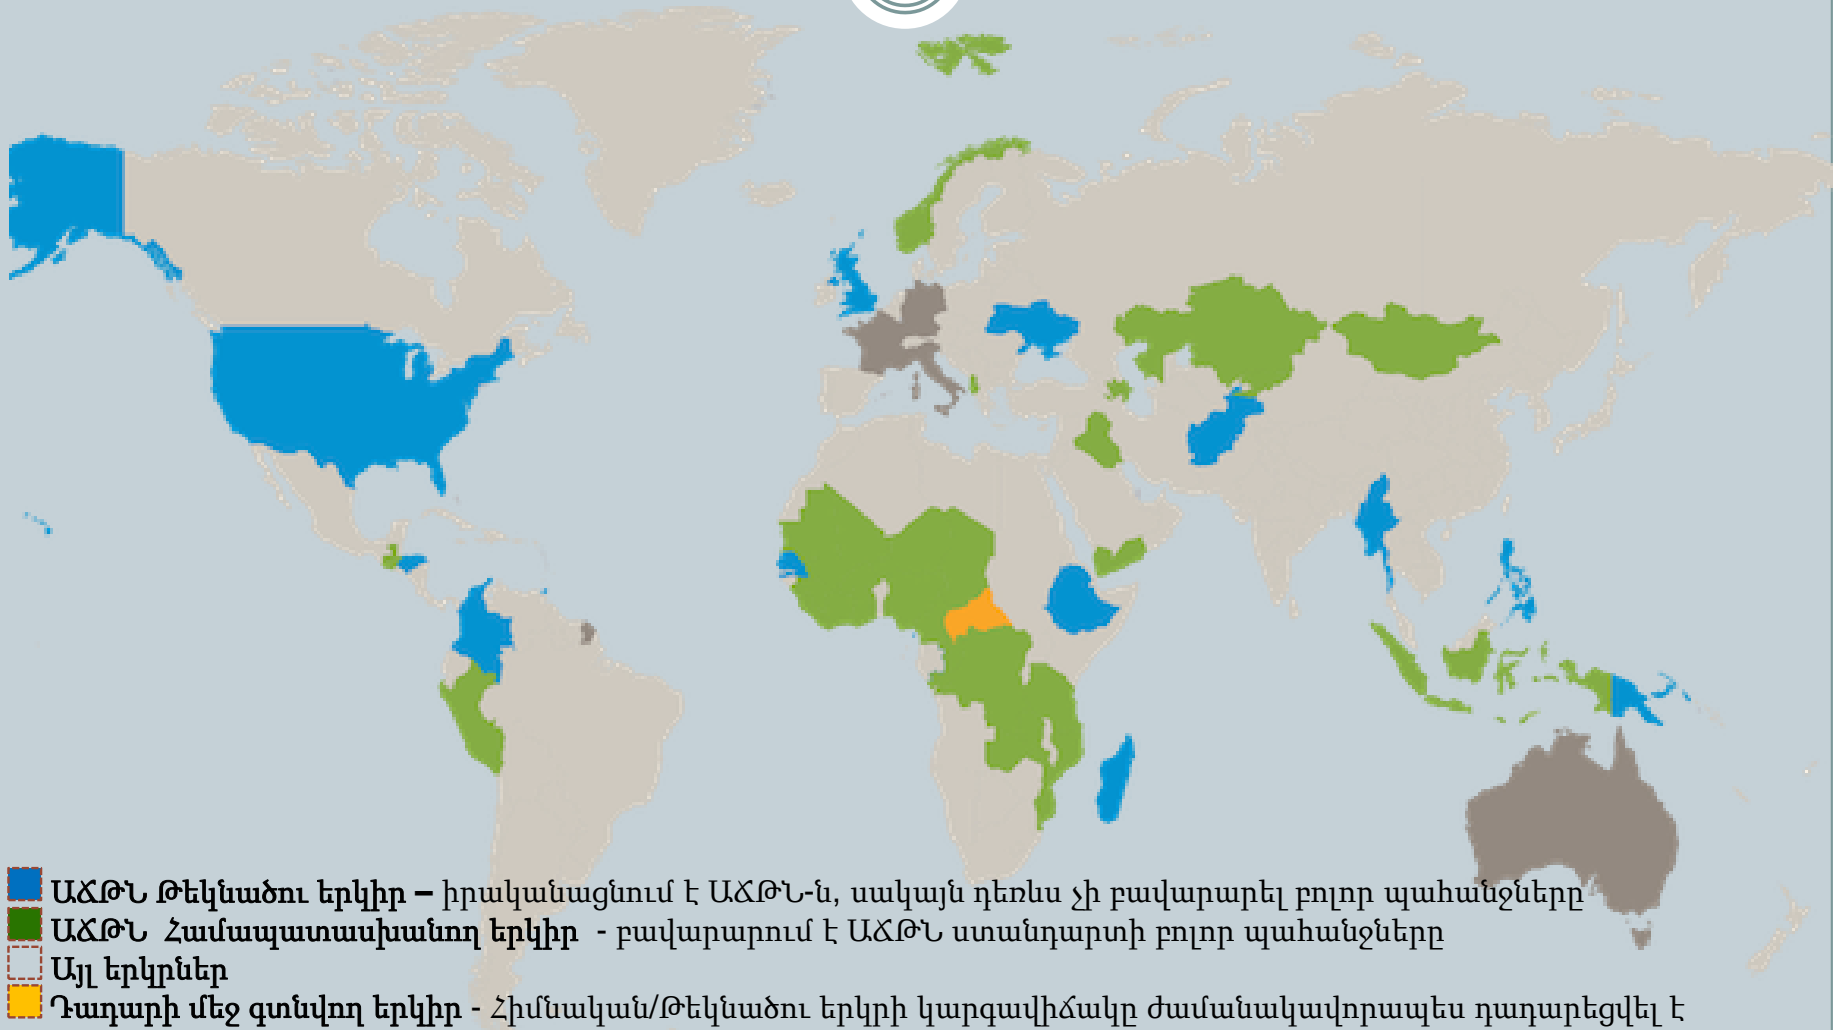 ԱՃԹՆ Թեկնածու երկիր – իրականացնում է ԱՃԹՆ-ն, սակայն դեռևս չի բավարարել բոլոր պահանջները
ԱՃԹՆ Համապատասխանող երկիր - բավարարում է ԱՃԹՆ ստանդարտի բոլոր պահանջները
Այլ երկրներ
Դադարի մեջ գտնվող երկիր - Հիմնական/Թեկնածու երկրի կարգավիճակը ժամանակավորապես դադարեցվել է